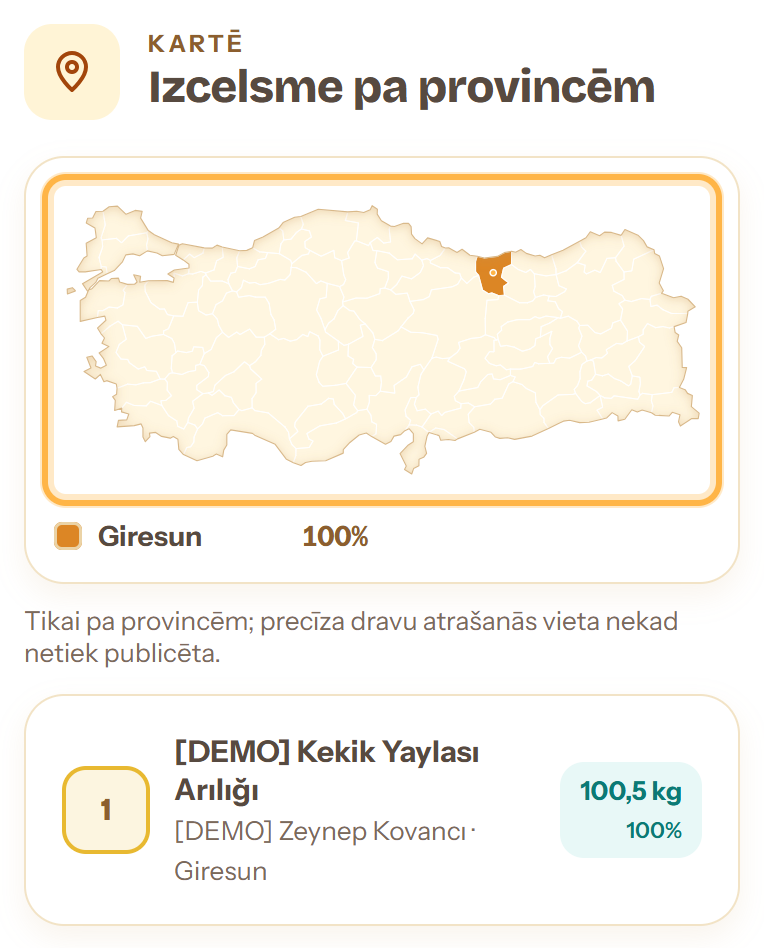 KARTĒ
Izcelsme pa provincēm
Giresun 100%
Tikai pa provincēm; precīza dravu atrašanās vieta nekad
netiek publicēta.
1
[DEMO] Kekik Yaylası
Arılığı
[DEMO] Zeynep Kovancı ·
Giresun
100,5 kg
100%